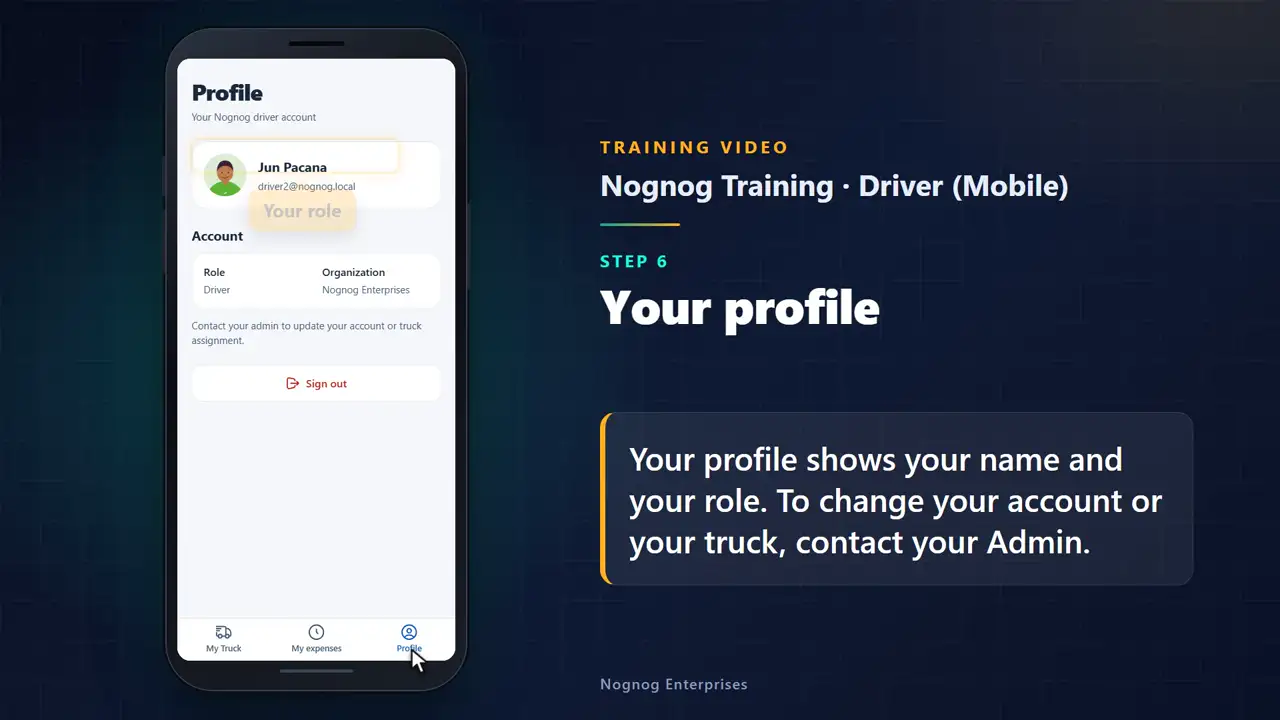 Profile
Your Nognog driver account
Jun Pacana
driver2@nognog.local
Your role
Account
Role
Organization
Driver
Nognog Enterprises
Contact your admin to update your account or truck
assignment.
Sign out
My Truck
My expenses
Profile
TRAINING VIDEO
Nognog Training · Driver (Mobile)
STEP 6
Your profile
Your profile shows your name and
your role. To change your account or
your truck, contact your Admin.
Nognog Enterprises